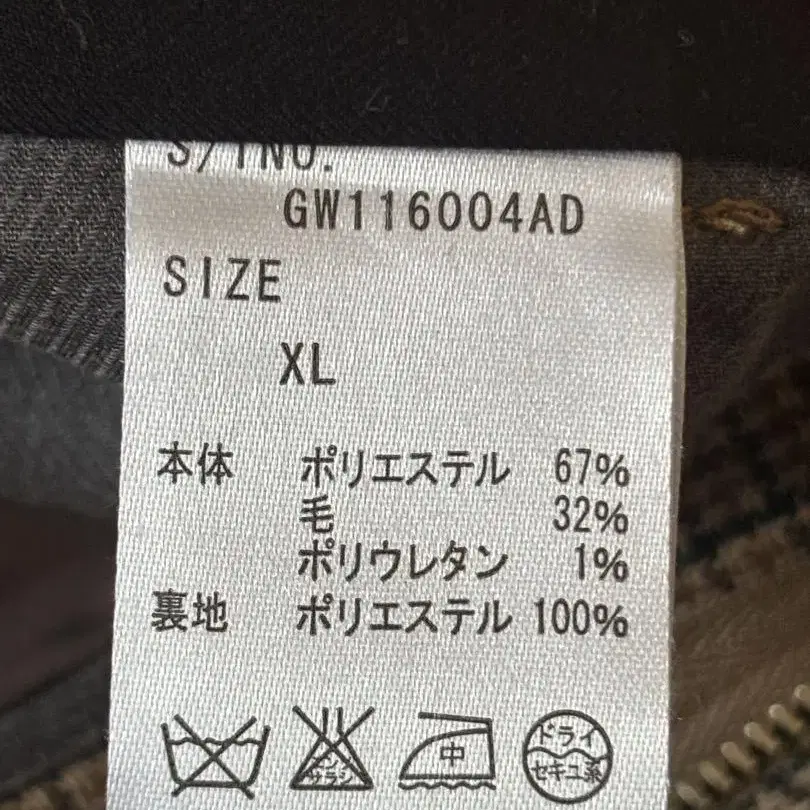 S/TNO.
GW116004AD
SIZE
XL
本体 ポリエステル 67%
毛 32%
ポリウレタン 1%
裏地 ポリエステル 100%
中 ドライ
セキユ系